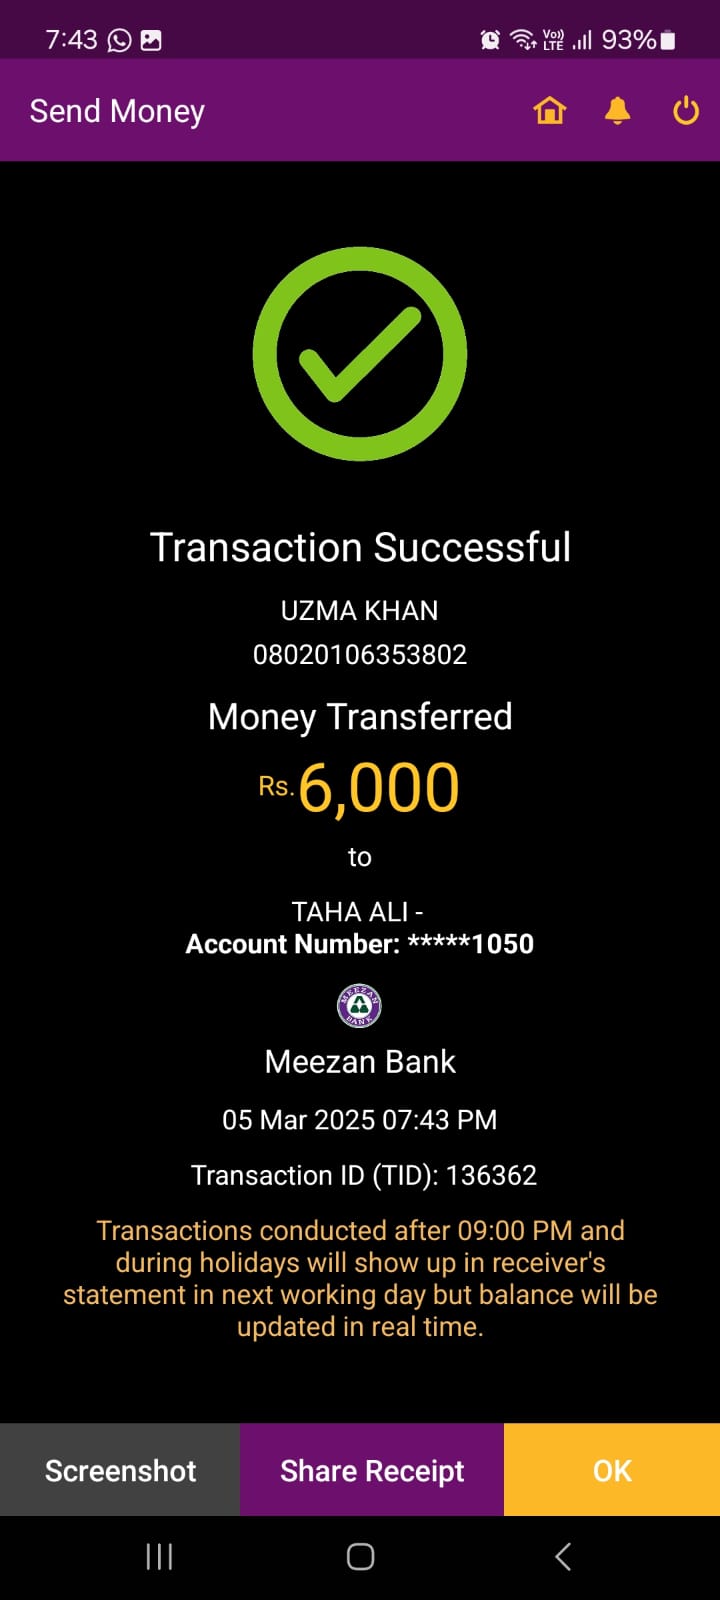 7:43
Vo))
LTE
93%
Send Money
Transaction Successful
UZMA KHAN
08020106353802
Money Transferred
Rs.6,000
to
TAHA ALI -
Account Number: *****1050
MEEZAN
BANK
Meezan Bank
05 Mar 2025 07:43 PM
Transaction ID (TID): 136362
Transactions conducted after 09:00 PM and
during holidays will show up in receiver's
statement in next working day but balance will be
updated in real time.
Screenshot
Share Receipt
OK